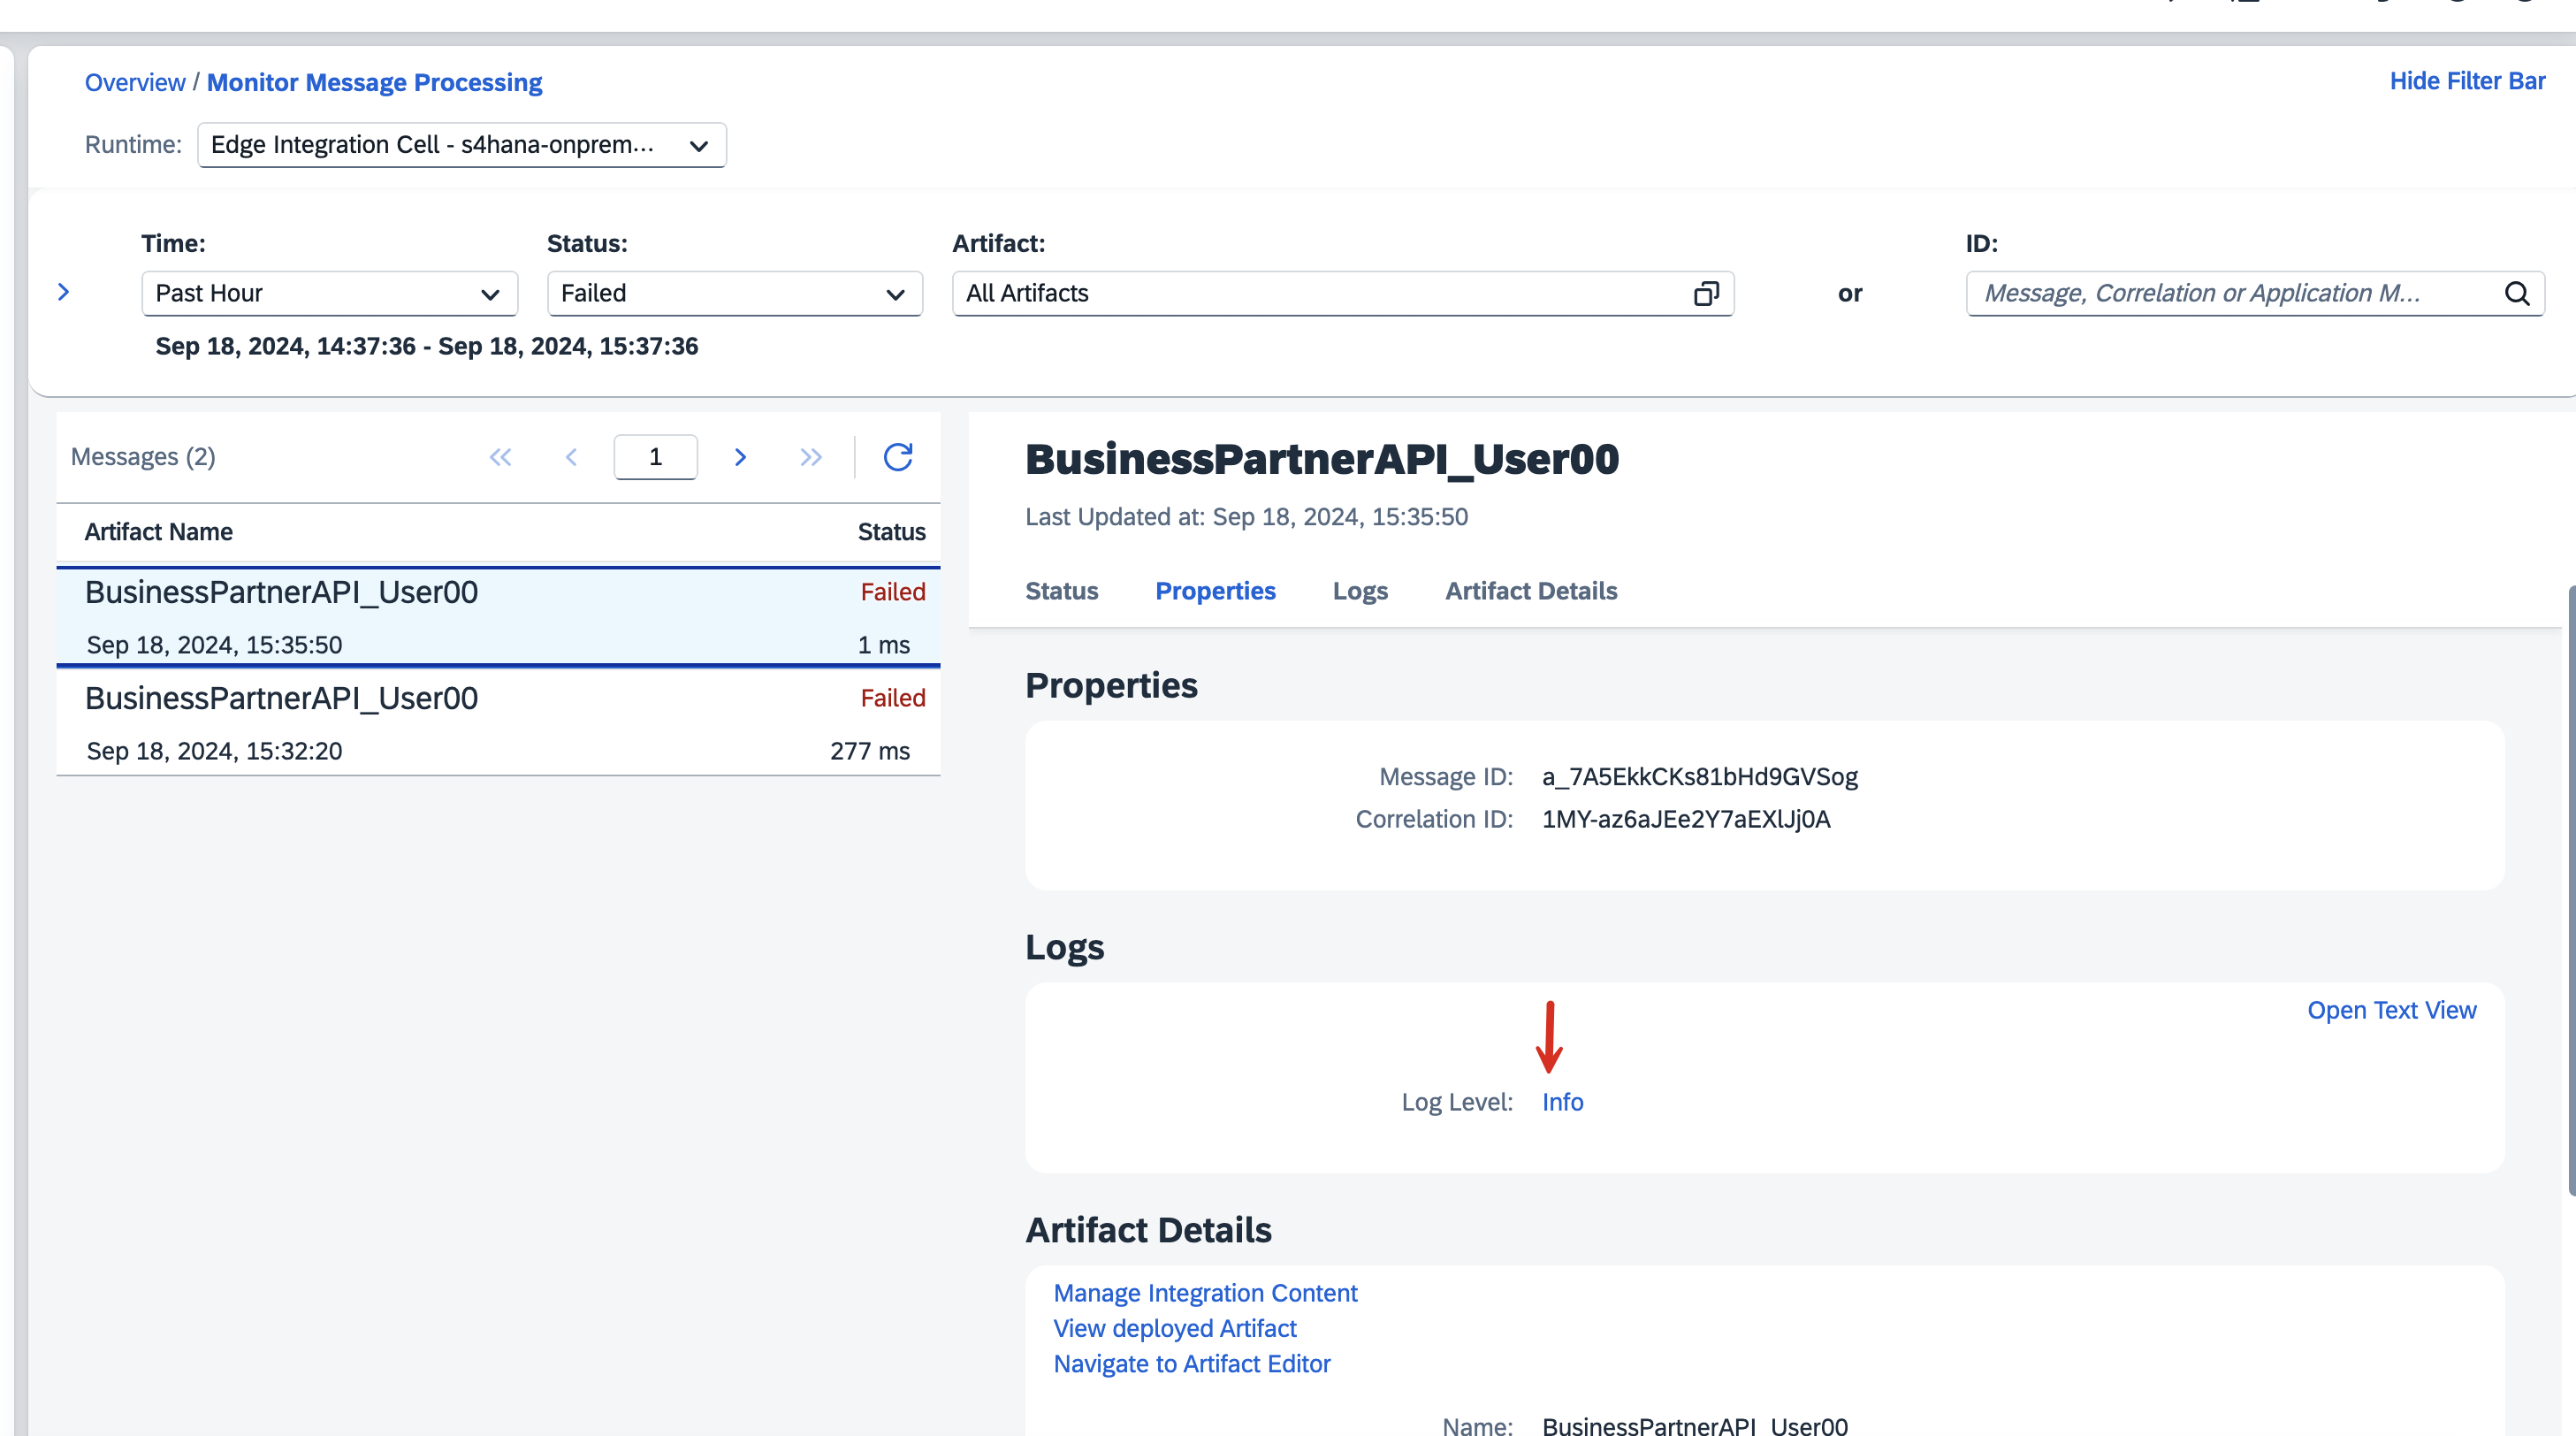 Overview / Monitor Message Processing
Hide Filter Bar
Runtime: Edge Integration Cell - s4hana-onprem...
Time:
Status:
Artifact:
ID:
Past Hour
Failed
All Artifacts
or
Message, Correlation or Application M...
Sep 18, 2024, 14:37:36 - Sep 18, 2024, 15:37:36
Messages (2)
1
Artifact Name
Status
BusinessPartnerAPI_User00
Failed
Sep 18, 2024, 15:35:50
1 ms
BusinessPartnerAPI_User00
Failed
Sep 18, 2024, 15:32:20
277 ms
BusinessPartnerAPI_User00
Last Updated at: Sep 18, 2024, 15:35:50
Status
Properties
Logs
Artifact Details
Properties
Message ID: a_7A5EkkCKs81bHd9GVSog
Correlation ID: 1MY-az6aJEe2Y7aEXlJj0A
Logs
Open Text View
Log Level: Info
Artifact Details
Manage Integration Content
View deployed Artifact
Navigate to Artifact Editor
Name: BusinessPartnerAPI_User00